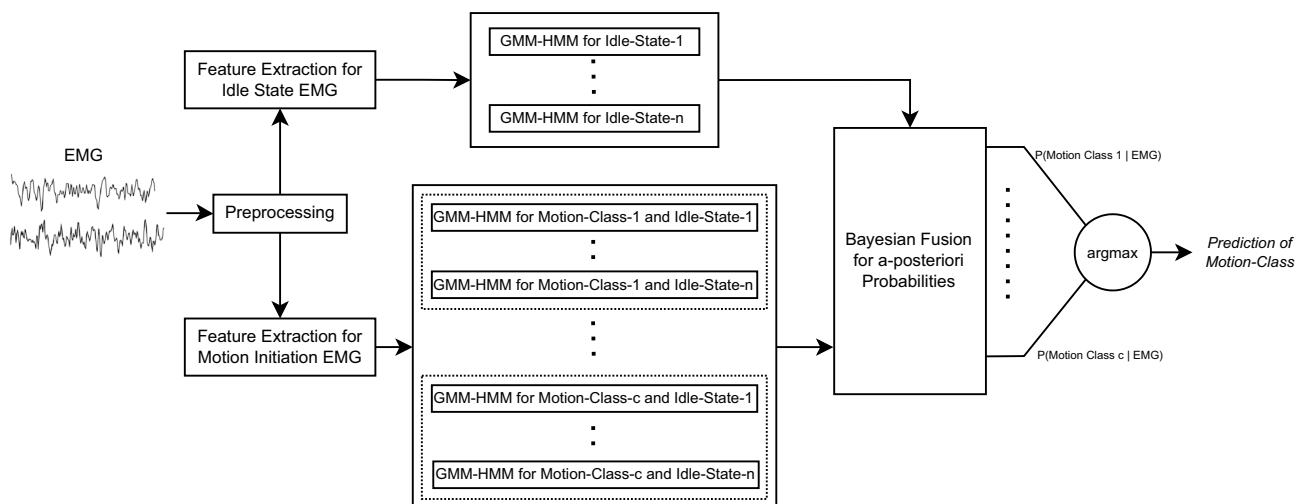 EMG
Preprocessing
Feature Extraction for
Idle State EMG
GMM-HMM for Idle-State-1
GMM-HMM for Idle-State-n
Feature Extraction for
Motion Initiation EMG
GMM-HMM for Motion-Class-1 and Idle-State-1
GMM-HMM for Motion-Class-1 and Idle-State-n
GMM-HMM for Motion-Class-c and Idle-State-1
GMM-HMM for Motion-Class-c and Idle-State-n
Bayesian Fusion
for a-posteriori
Probabilities
P(Motion Class 1 | EMG)
P(Motion Class c | EMG)
argmax
Prediction of
Motion-Class